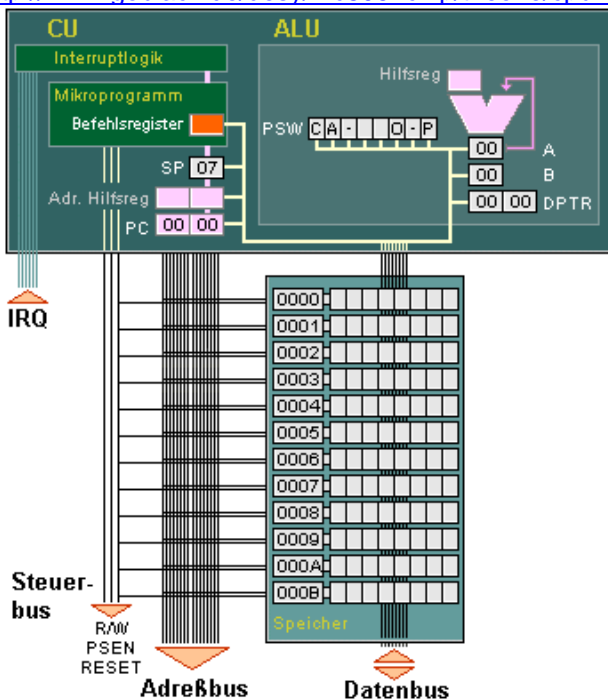 CU
ALU
Interruptlogik
Hilfsreg
Mikroprogramm
Befehlsregister
PSW C A - O - P
00 A
SP 07
00 B
Adr. Hilfsreg
00 00 DPTR
PC 00 00
IRQ
0000
0001
0002
0003
0004
0005
0006
0007
0008
0009
000A
000B
Speicher
Steuer-
bus
R/W
PSEN
RESET
Adreßbus
Datenbus